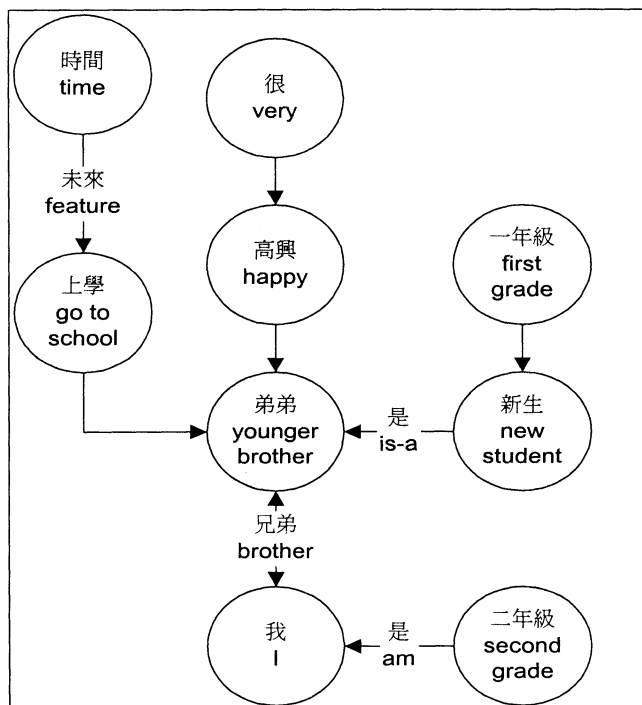 時間
time
很
very
未來
feature
高興
happy
一年級
first
grade
上學
go to
school
弟弟
younger
brother
是
is-a
新生
new
student
兄弟
brother
我
I
是
am
二年級
second
grade